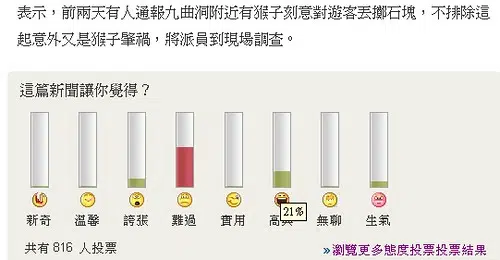 表示，前兩天有人通報九曲洞附近有猴子刻意對遊客丟擲石塊，不排除這
起意外又是猴子肇禍，將派員到現場調查。
這篇新聞讓你覺得？
21%
新奇 溫馨 誇張 難過 實用 高興 無聊 生氣
共有 816 人投票 »瀏覽更多態度投票投票結果